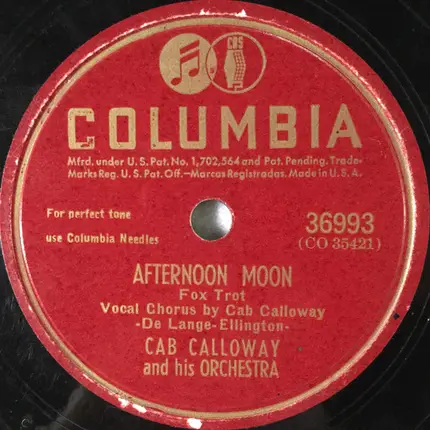 CBS
COLUMBIA
Mfrd. under U.S. Pat. No. 1,702,564 and Pat. Pending. Trade-
Marks Reg. U.S. Pat. Off.—Marcas Registradas. Made in U.S.A.
For perfect tone
use Columbia Needles
36993
(CO 35421)
AFTERNOON MOON
Fox Trot
Vocal Chorus by Cab Calloway
-De Lange-Ellington-
CAB CALLOWAY
and his ORCHESTRA